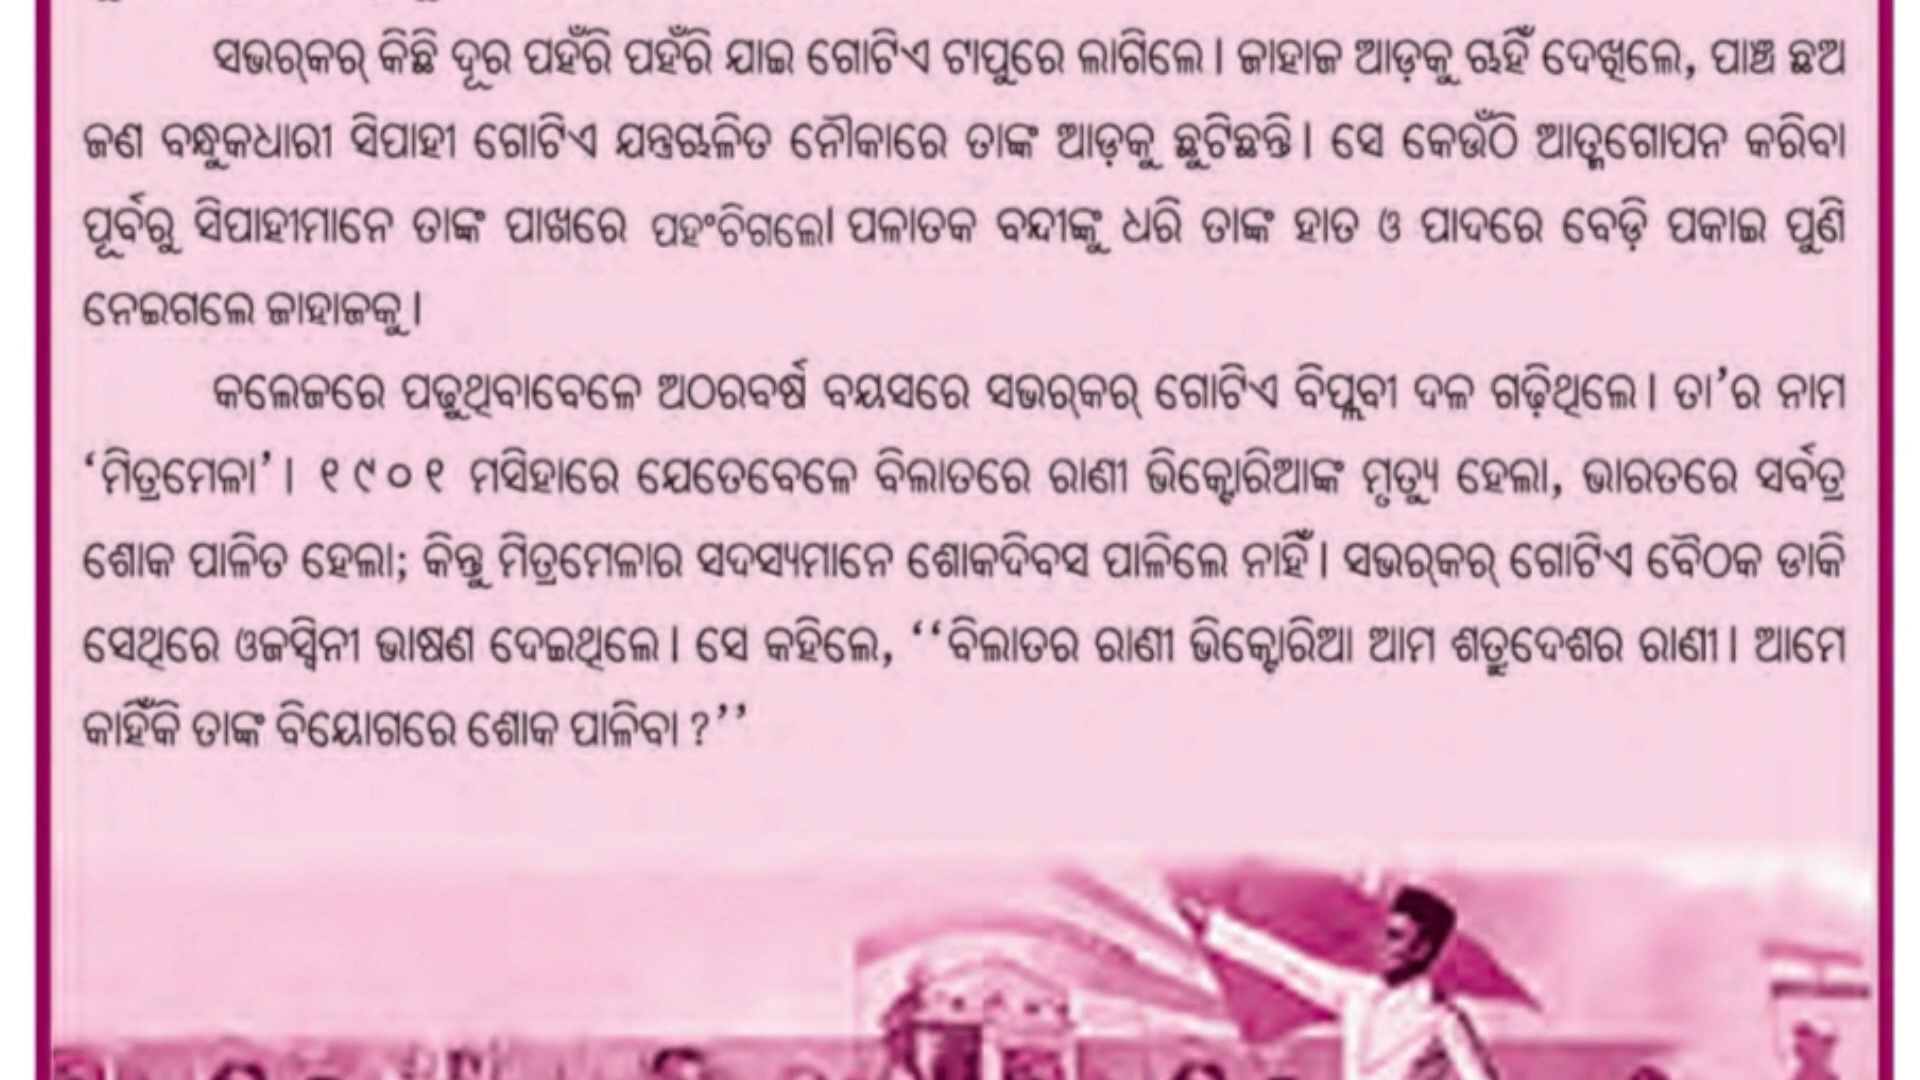 ସଭର୍‌କର୍ କିଛି ଦୂର ପହଁରି ପହଁରି ଯାଇ ଗୋଟିଏ ଟାପୁରେ ଲାଗିଲେ। ଜାହାଜ ଆଡ଼କୁ ଚାହିଁ ଦେଖିଲେ, ପାଞ୍ଚ ଛଅ
ଜଣ ବନ୍ଧୁକଧାରୀ ସିପାହୀ ଗୋଟିଏ ଯନ୍ତ୍ରଚାଳିତ ନୌକାରେ ତାଙ୍କ ଆଡ଼କୁ ଛୁଟିଛନ୍ତି। ସେ କେଉଁଠି ଆତ୍ମଗୋପନ କରିବା
ପୂର୍ବରୁ ସିପାହୀମାନେ ତାଙ୍କ ପାଖରେ ପହଂଚିଗଲେ। ପଳାତକ ବନ୍ଦୀଙ୍କୁ ଧରି ତାଙ୍କ ହାତ ଓ ପାଦରେ ବେଡ଼ି ପକାଇ ପୁଣି
ନେଇଗଲେ ଜାହାଜକୁ।
କଲେଜରେ ପଢୁଥିବାବେଳେ ଅଠରବର୍ଷ ବୟସରେ ସଭର୍‌କର୍ ଗୋଟିଏ ବିପ୍ଲବୀ ଦଳ ଗଢ଼ିଥିଲେ। ତା’ର ନାମ
‘ମିତ୍ରମେଳା’। ୧୯୦୧ ମସିହାରେ ଯେତେବେଳେ ବିଲାତରେ ରାଣୀ ଭିକ୍ଟୋରିଆଙ୍କ ମୃତ୍ୟୁ ହେଲା, ଭାରତରେ ସର୍ବତ୍ର
ଶୋକ ପାଳିତ ହେଲା; କିନ୍ତୁ ମିତ୍ରମେଳାର ସଦସ୍ୟମାନେ ଶୋକଦିବସ ପାଳିଲେ ନାହିଁ। ସଭର୍‌କର୍ ଗୋଟିଏ ବୈଠକ ଡାକି
ସେଥିରେ ଓଜସ୍ୱିନୀ ଭାଷଣ ଦେଇଥିଲେ। ସେ କହିଲେ, ‘‘ବିଲାତର ରାଣୀ ଭିକ୍ଟୋରିଆ ଆମ ଶତ୍ରୁଦେଶର ରାଣୀ। ଆମେ
କାହିଁକି ତାଙ୍କ ବିୟୋଗରେ ଶୋକ ପାଳିବା ?’’